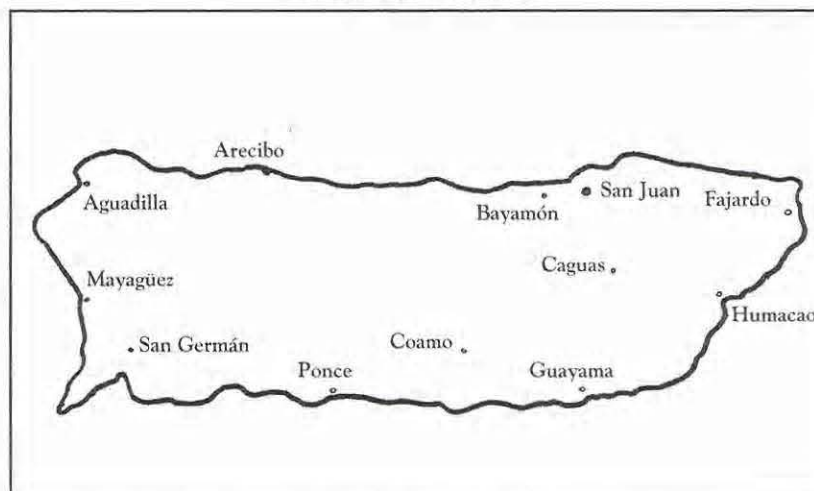 Arecibo
Aguadilla
San Juan
Bayamón
Fajardo
Caguas
Mayagüez
Humacao
San Germán
Coamo
Ponce
Guayama